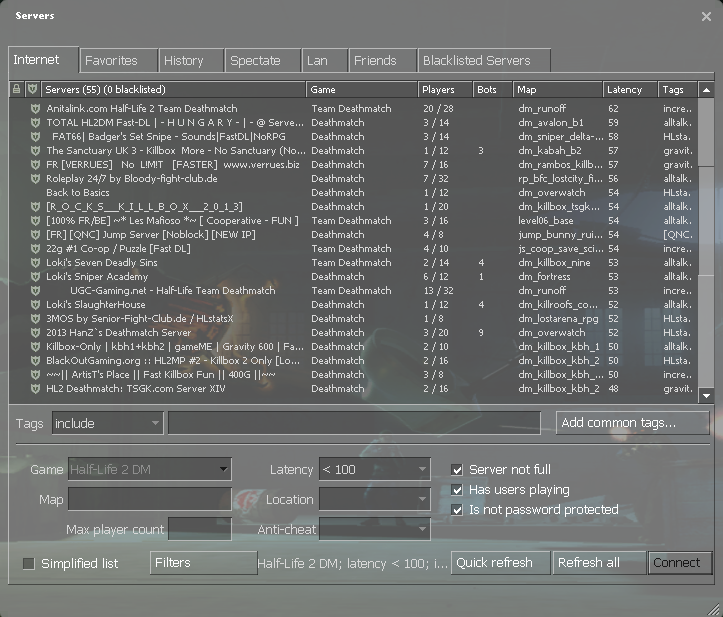 Servers
Internet Favorites History Spectate Lan Friends Blacklisted Servers
Servers (55) (0 blacklisted) Game Players Bots Map Latency Tags
Anitalink.com Half-Life 2 Team Deathmatch Team Deathmatch 20 / 28 dm_runoff 62 incre..
TOTAL HL2DM Fast-DL | - H U N G A R Y - | - @ Serve... Team Deathmatch 3 / 14 dm_avalon_b1 59 alltalk.
FAT66| Badger's Set Snipe - Sounds|FastDL|NoRPG Deathmatch 3 / 14 dm_sniper_delta-... 58 HLsta.
The Sanctuary UK 3 - Killbox More - No Sanctuary (No... Deathmatch 1 / 12 3 dm_kabah_b2 57 gravit.
FR [VERRUES] No LIMIT [FASTER] www.verrues.biz Deathmatch 7 / 16 dm_rambos_killb... 57 gravit.
Roleplay 24/7 by Bloody-fight-club.de Deathmatch 7 / 32 rp_bfc_lostcity_fi... 56 alltalk.
Back to Basics Deathmatch 1 / 12 dm_overwatch 54 HLsta.
[R_O_C_K_S__K_I_L_L_B_O_X__2_0_1_3] Deathmatch 1 / 20 dm_killbox_tsgk... 54 alltalk.
[100% FR/BE] ~* Les Mafioso *~ [ Cooperative - FUN ] Team Deathmatch 3 / 16 level06_base 54 alltalk.
[FR] [QNC] Jump Server [Noblock] [NEW IP] Deathmatch 4 / 8 jump_bunny_rui... 54 [QNC.
22g #1 Co-op / Puzzle [Fast DL] Deathmatch 4 / 10 js_coop_save_sci... 54 incre..
Loki's Seven Deadly Sins Team Deathmatch 2 / 14 4 dm_killbox_nine 53 alltalk.
Loki's Sniper Academy Deathmatch 6 / 12 1 dm_fortress 53 alltalk.
UGC-Gaming.net - Half-Life Team Deathmatch Team Deathmatch 13 / 32 dm_runoff 53 incre..
Loki's SlaughterHouse Deathmatch 1 / 12 4 dm_killroofs_co... 52 alltalk.
3MOS by Senior-Fight-Club.de / HLstatsX Deathmatch 1 / 8 dm_lostarena_rpg 52 HLsta.
2013 HanZ`s Deathmatch Server Deathmatch 3 / 20 9 dm_overwatch 52 HLsta.
Killbox-Only | kbh1+kbh2 | gameME | Gravity 600 | Fa... Deathmatch 2 / 10 dm_killbox_kbh_1 50 alltalk.
BlackOutGaming.org :: HL2MP #2 - Killbox 2 Only [Lo... Deathmatch 2 / 16 dm_killbox_kbh_2 50 HLsta.
~~|| ArtisT's Place || Fast Killbox Fun || 400G ||~~ Deathmatch 3 / 8 dm_killbox_kbh_... 50 incre..
HL2 Deathmatch: TSGK.com Server XIV Deathmatch 2 / 16 dm_killbox_kbh_2 48 gravit.
Tags include Add common tags...
Game Half-Life 2 DM Latency < 100 Server not full
Map Location Has users playing
Is not password protected
Max player count Anti-cheat
Simplified list Filters Half-Life 2 DM; latency < 100; i... Quick refresh Refresh all Connect